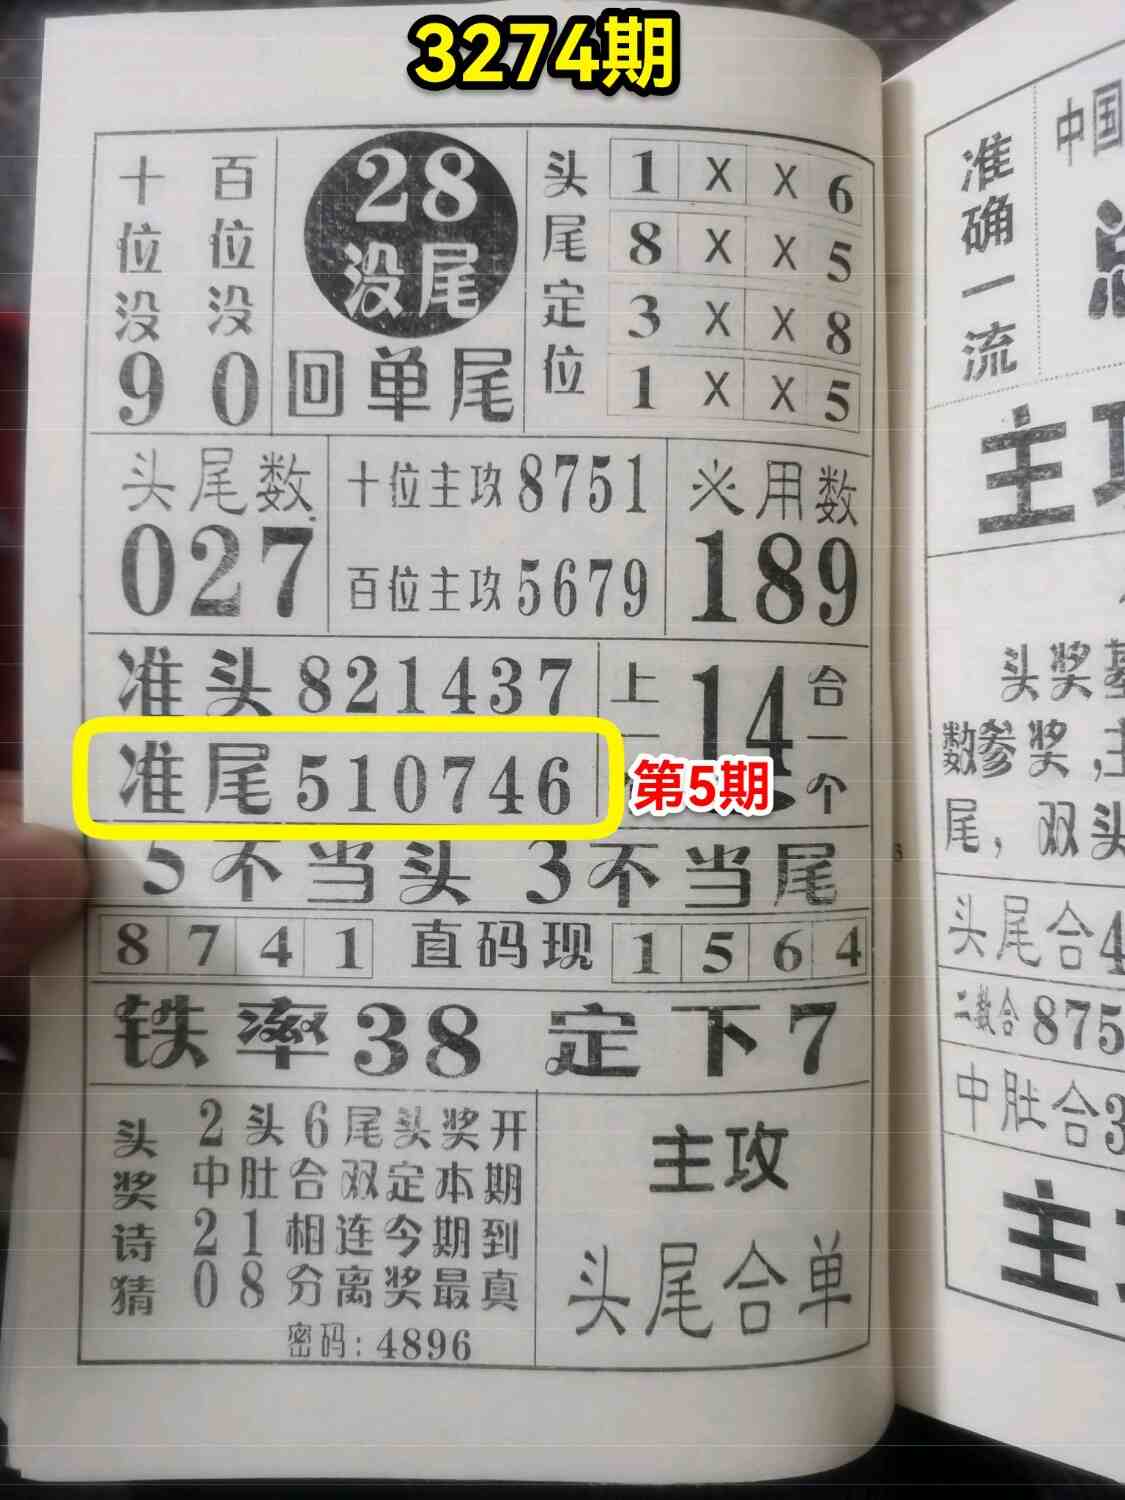 3274期
十位没9
百位没0
28
没尾
回单尾
头尾定位
1 X X 6
8 X X 5
3 X X 8
1 X X 5
头尾数
027
十位主攻8751
百位主攻5679
必用数
189
准头821437
准尾510746
第5期
上一
14
合一个
5不当头 3不当尾
8741 直码现 1564
铁率38 定下7
头奖诗猜
2头6尾头奖开
中肚合双定本期
21相连今期到
08分离奖最真
密码:4896
主攻
头尾合单
准确一流
中国
主
头奖
数参奖,主
尾,双头
头尾合4
二数合875
中肚合3
主